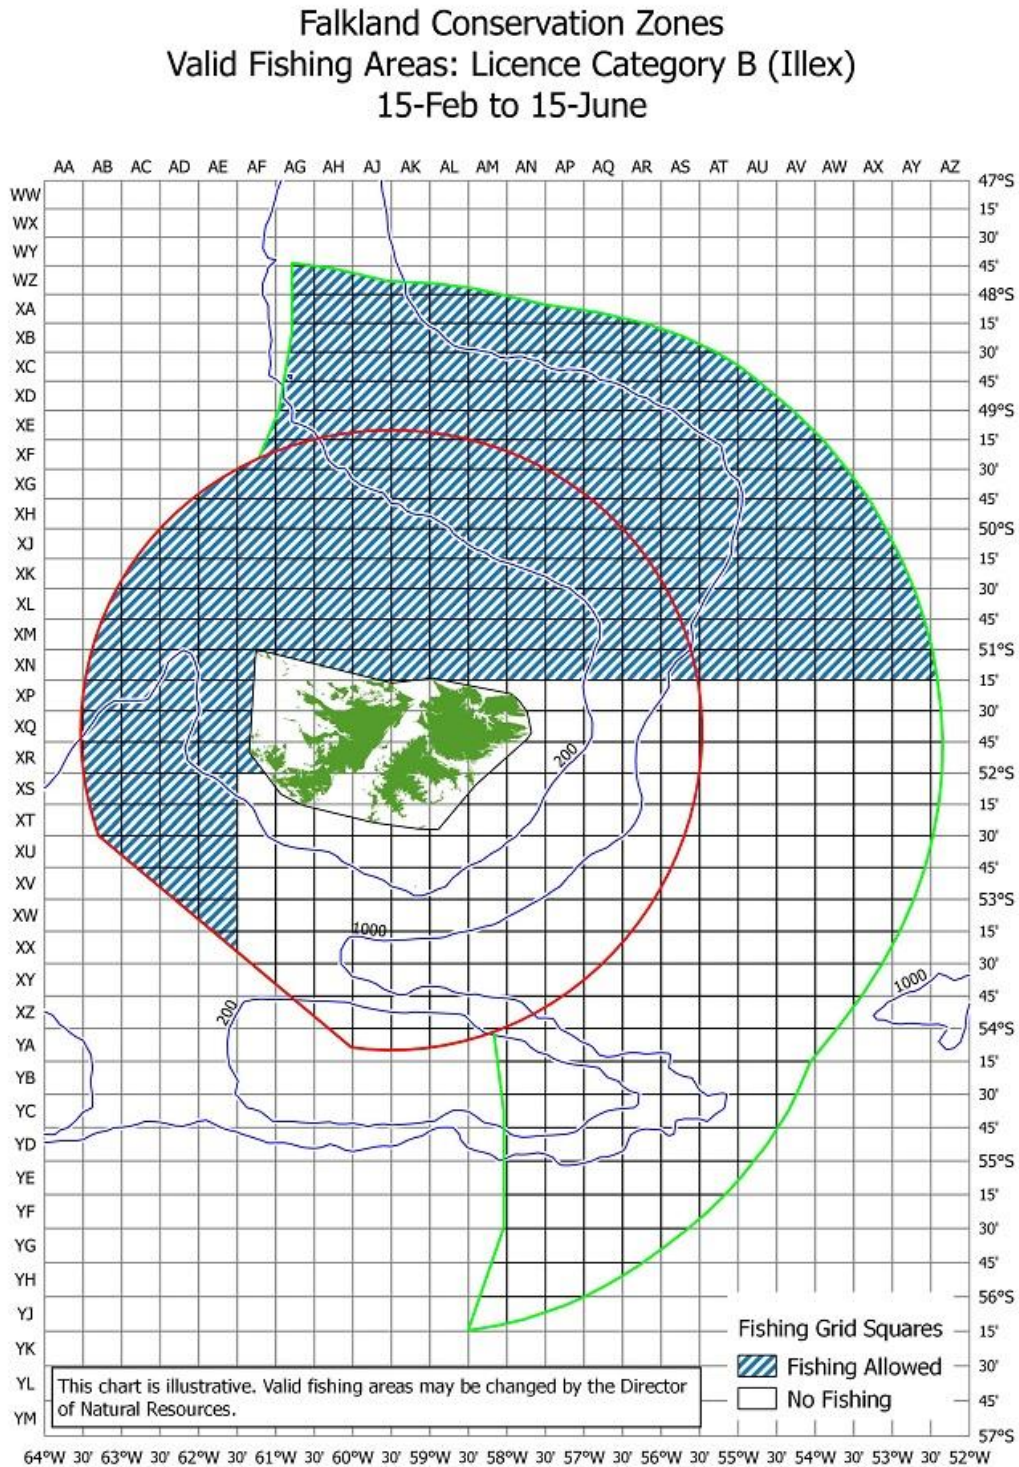 Falkland Conservation Zones
Valid Fishing Areas: Licence Category B (Illex)
15-Feb to 15-June
AA AB AC AD AE AF AG AH AJ AK AL AM AN AP AQ AR AS AT AU AV AW AX AY AZ
WW 47°S
WX 15'
WY 30'
WZ 45'
XA 48°S
XB 15'
XC 30'
XD 45'
XE 49°S
XF 15'
XG 30'
XH 45'
XJ 50°S
XK 15'
XL 30'
XM 45'
XN 51°S
XP 15'
XQ 30'
XR 45'
200
XS 52°S
XT 15'
XU 30'
XV 45'
XW 53°S
1000
XX 15'
XY 30'
1000
XZ 45'
200
YA 54°S
YB 15'
YC 30'
YD 45'
YE 55°S
YF 15'
YG 30'
YH 45'
YJ 56°S
YK 15'
Fishing Grid Squares
YL 30'
Fishing Allowed
YM 45'
No Fishing
57°S
This chart is illustrative. Valid fishing areas may be changed by the Director
of Natural Resources.
64°W 30' 63°W 30' 62°W 30' 61°W 30' 60°W 30' 59°W 30' 58°W 30' 57°W 30' 56°W 30' 55°W 30' 54°W 30' 53°W 30' 52°W